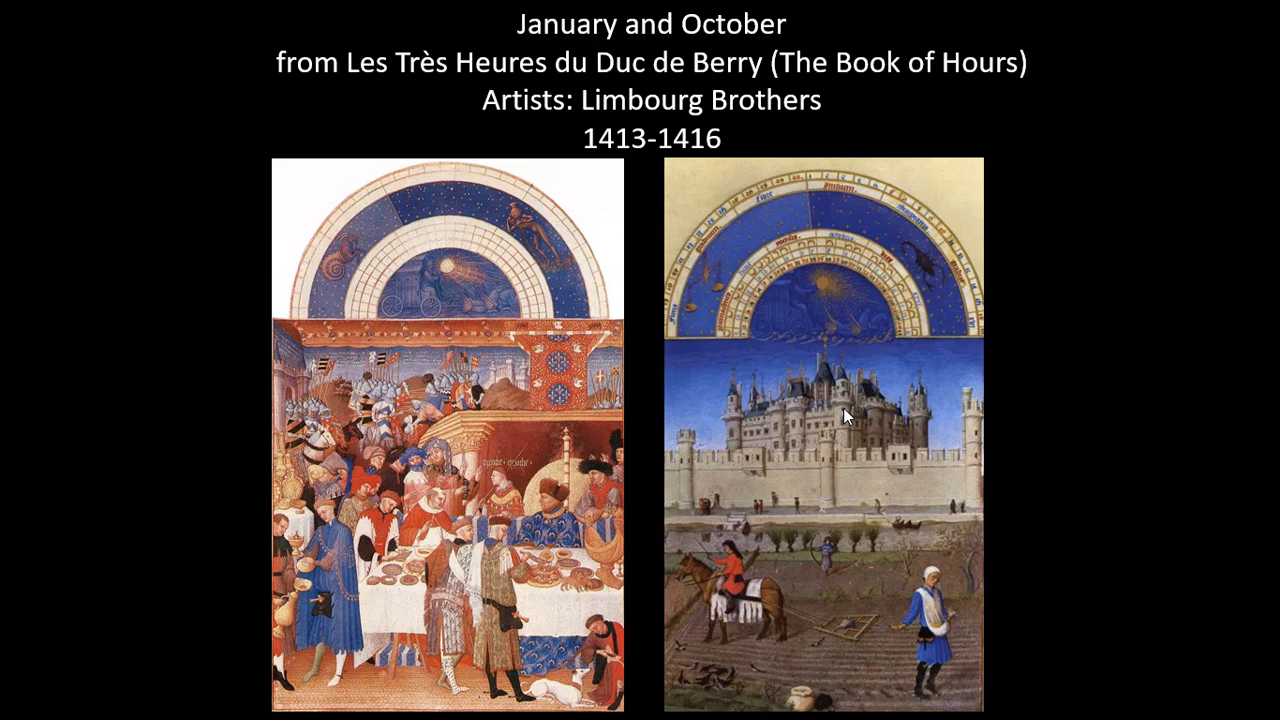 January and October
from Les Très Heures du Duc de Berry (The Book of Hours)
Artists: Limbourg Brothers
1413-1416